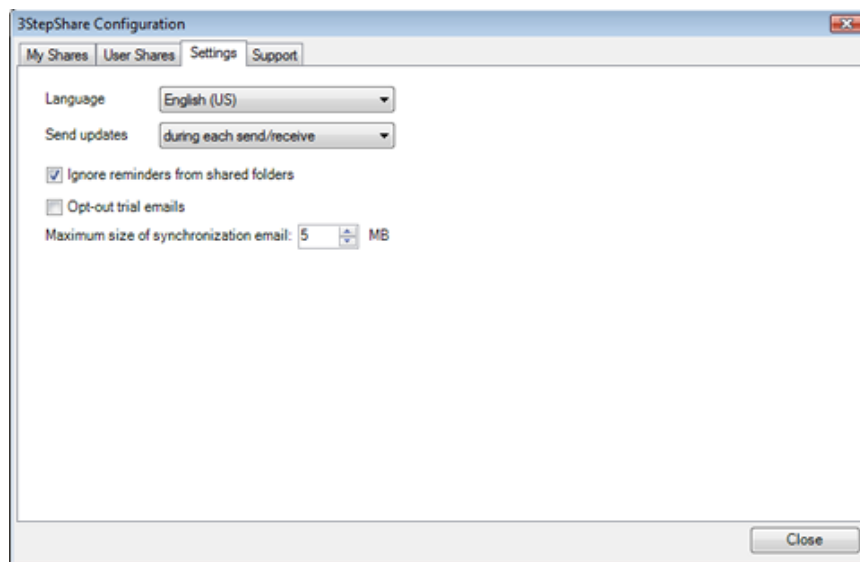 3StepShare Configuration
My Shares User Shares Settings Support
Language English (US)
Send updates during each send/receive
Ignore reminders from shared folders
Opt-out trial emails
Maximum size of synchronization email: 5 MB
Close